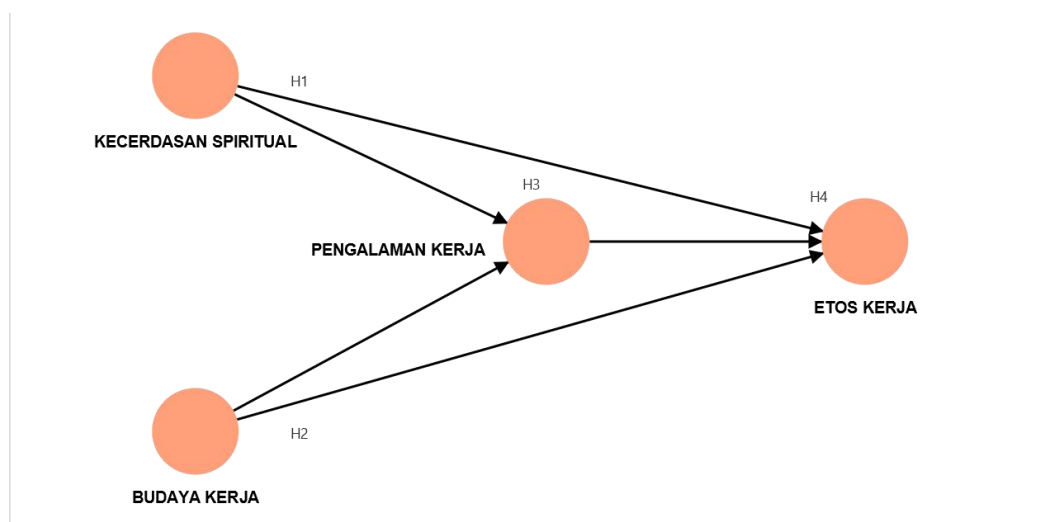 H1
KECERDASAN SPIRITUAL
H3
H4
PENGALAMAN KERJA
ETOS KERJA
H2
BUDAYA KERJA